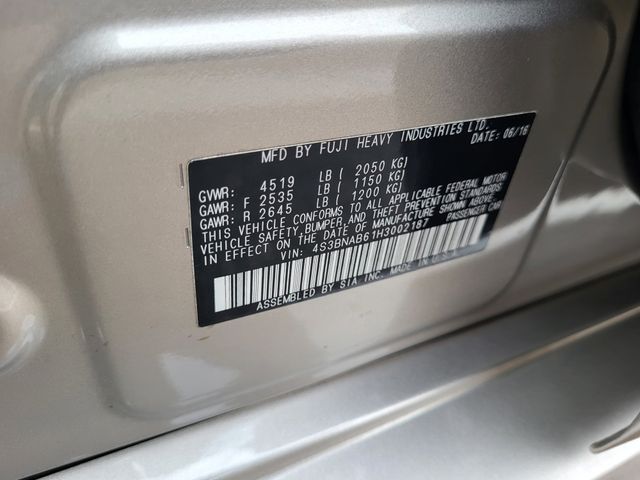 MFD BY FUJI HEAVY INDUSTRIES LTD.
DATE: 06/16
GVWR: 4519 LB ( 2050 KG)
GAWR: F 2535 LB ( 1150 KG)
GAWR: R 2645 LB ( 1200 KG)
THIS VEHICLE CONFORMS TO ALL APPLICABLE FEDERAL MOTOR
VEHICLE SAFETY, BUMPER, AND THEFT PREVENTION STANDARDS
IN EFFECT ON THE DATE OF MANUFACTURE SHOWN ABOVE.
VIN: 4S3BNAB61H3002187 PASSENGER CAR
ASSEMBLED BY SIA INC. MADE IN U.S.A.